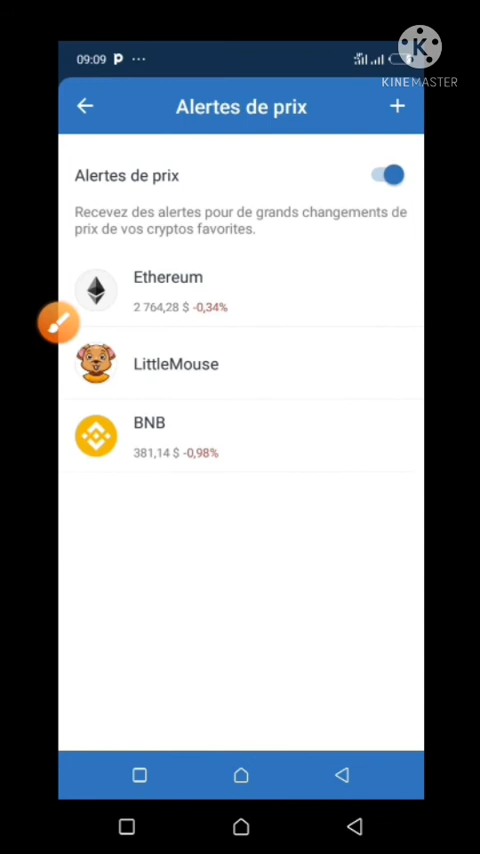 09:09
KINEMASTER
Alertes de prix
Alertes de prix
Recevez des alertes pour de grands changements de
prix de vos cryptos favorites.
Ethereum
2 764,28 $ -0,34%
LittleMouse
BNB
381,14 $ -0,98%